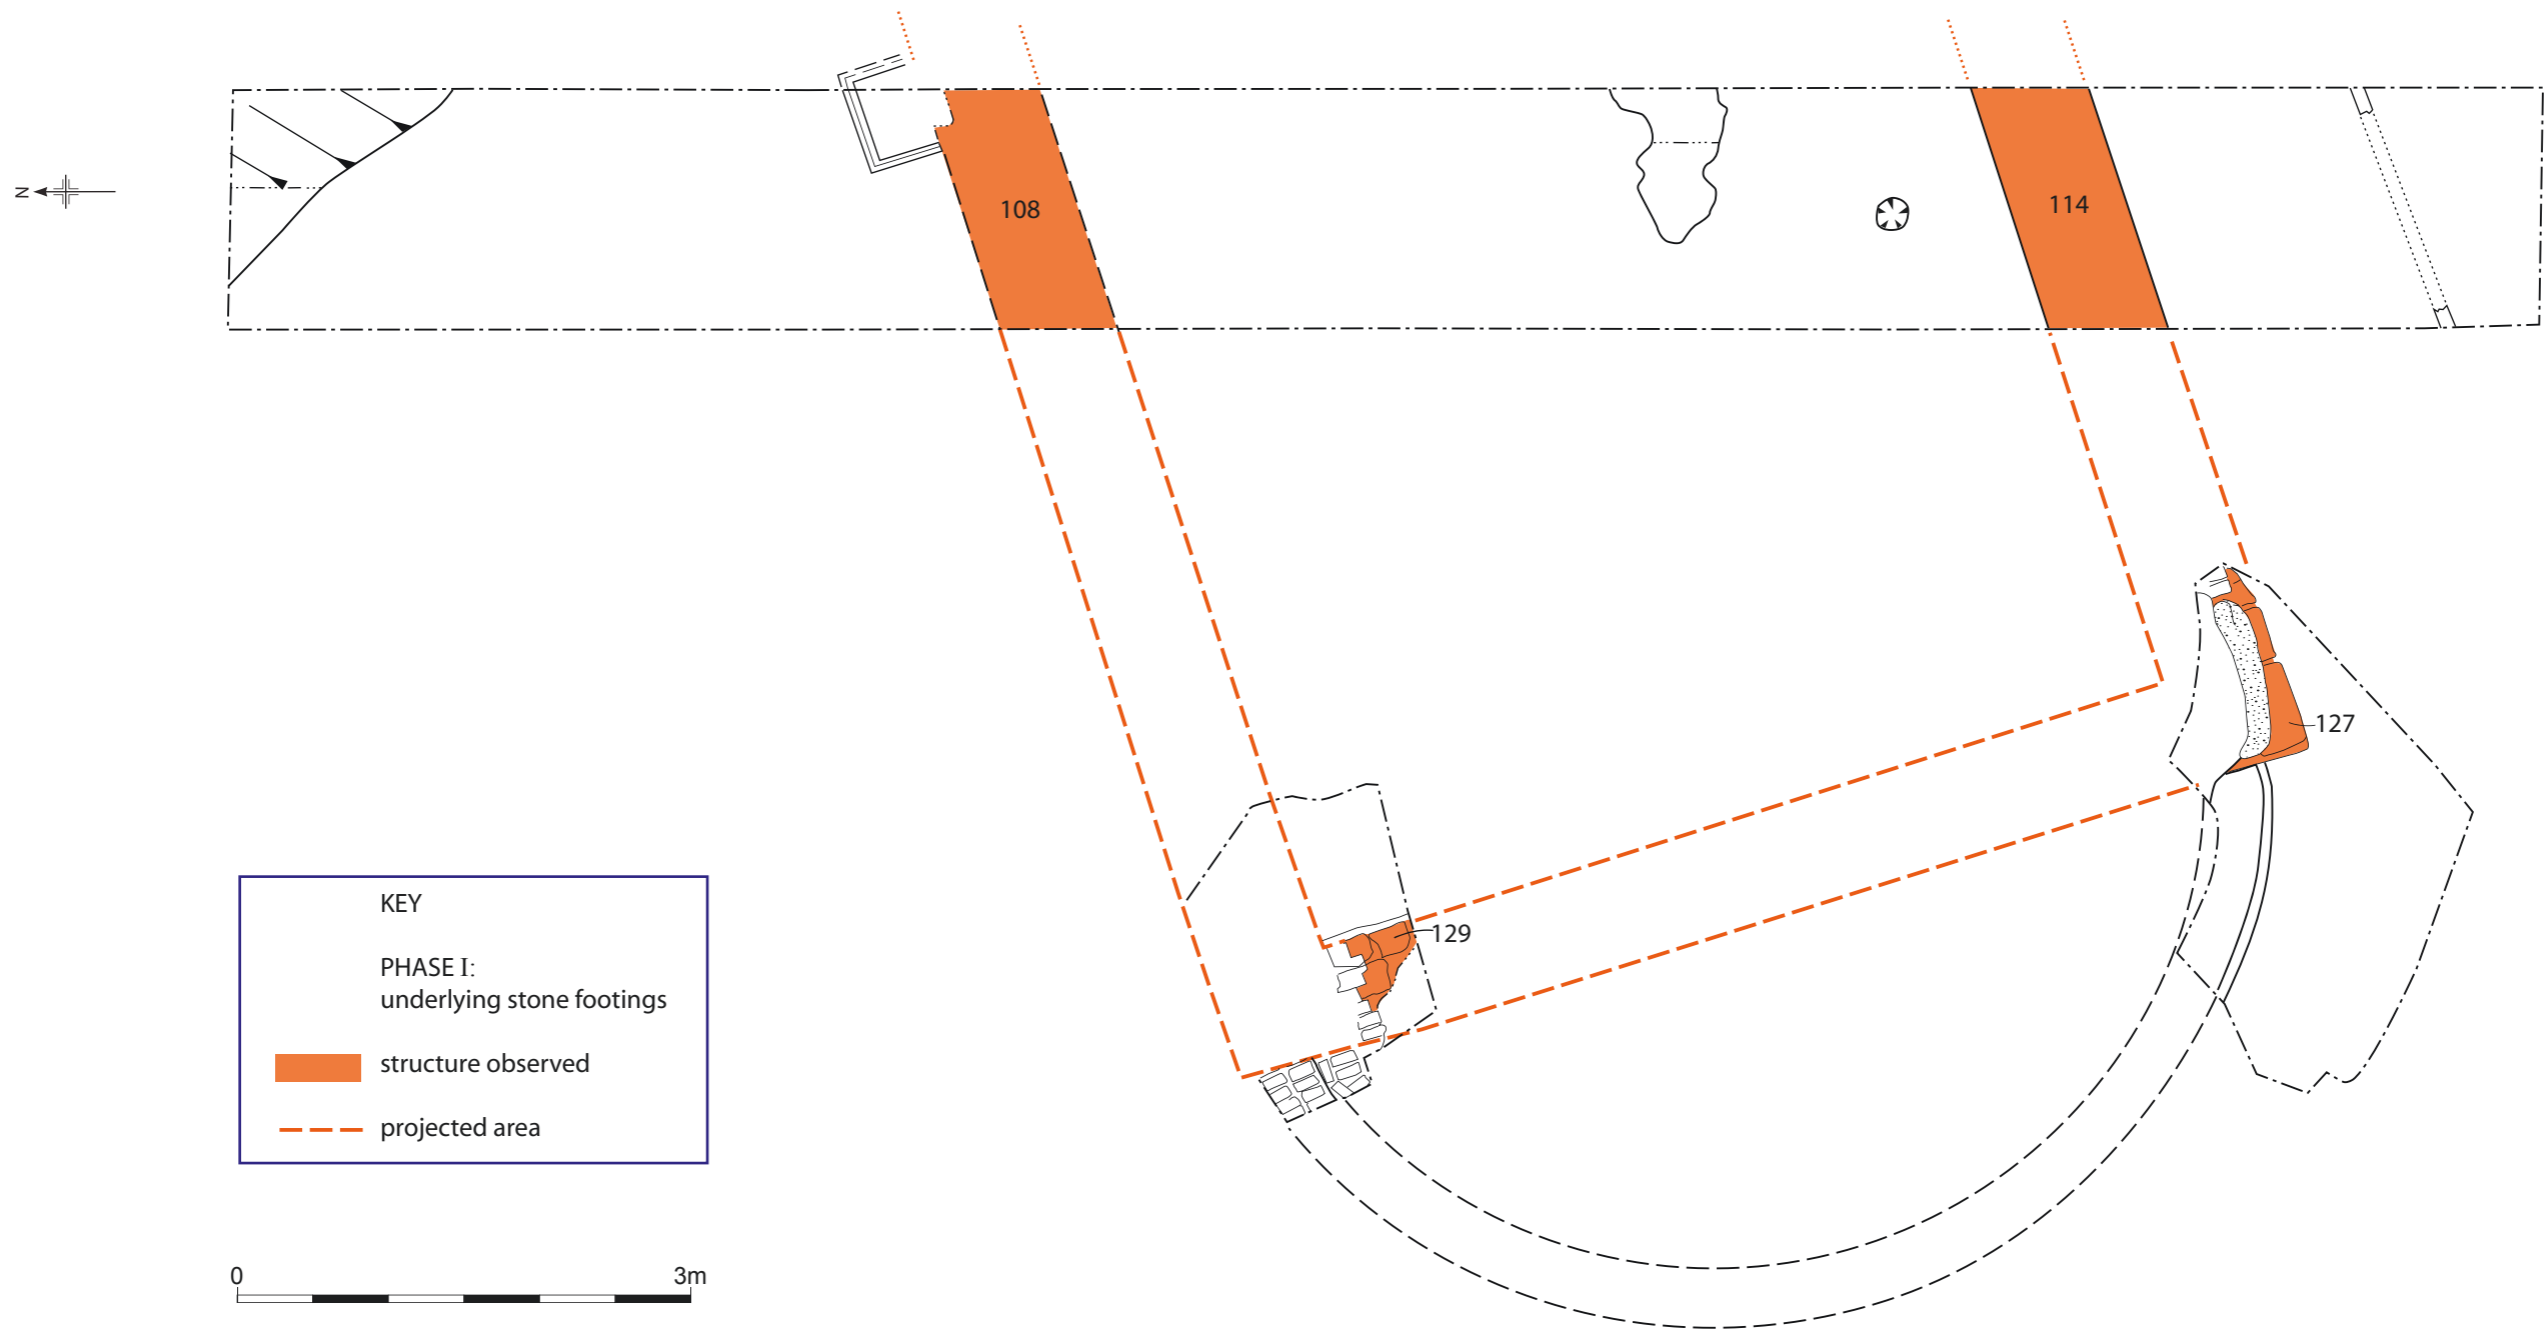 N
108
114
127
129
KEY
PHASE I:
underlying stone footings
structure observed
projected area
0 3m